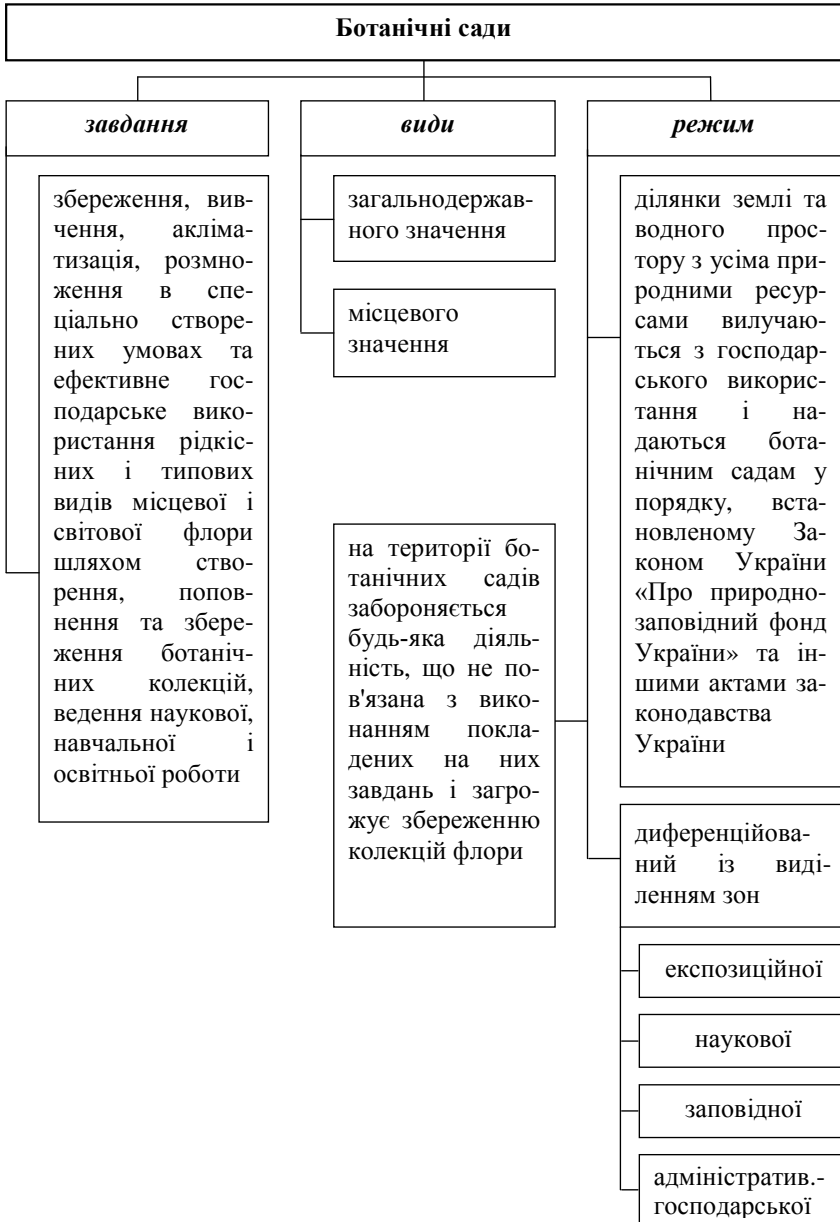 Ботанічні сади
завдання
збереження, вив-
чення, акліма-
тизація, розмно-
ження в спе-
ціально створе-
них умовах та
ефективне гос-
подарське вико-
ристання рідкіс-
них і типових
видів місцевої і
світової флори
шляхом ство-
рення, попов-
нення та збере-
ження ботаніч-
них колекцій,
ведення наукової,
навчальної і
освітньої роботи
види
загальнодержав-
ного значення
місцевого
значення
на території бо-
танічних садів
забороняється
будь-яка діяль-
ність, що не по-
в'язана з вико-
нанням покла-
дених на них
завдань і загро-
жує збереженню
колекцій флори
режим
ділянки землі та
водного прос-
тору з усіма при-
родними ресур-
сами вилучаю-
ться з господар-
ського викорис-
тання і на-
даються бота-
нічним садам у
порядку, вста-
новленому За-
коном України
«Про природно-
заповідний фонд
України» та ін-
шими актами за-
конодавства
України
диференційова-
ний із виді-
ленням зон
експозиційної
наукової
заповідної
адміністратив.-
господарської